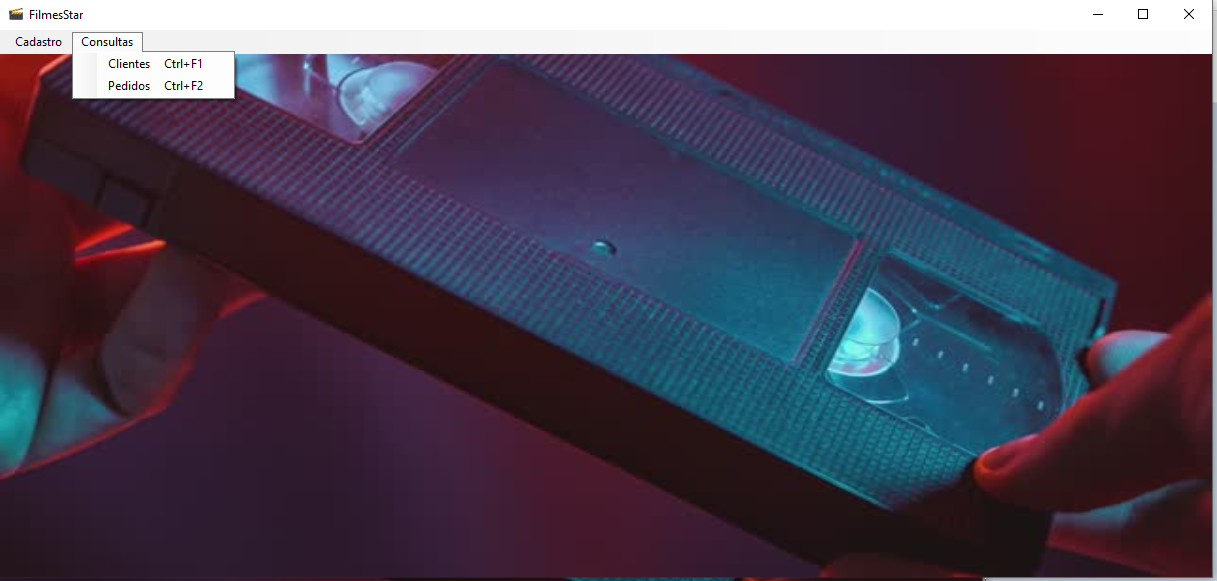 FilmesStar
Cadastro Consultas
Clientes Ctrl+F1
Pedidos Ctrl+F2